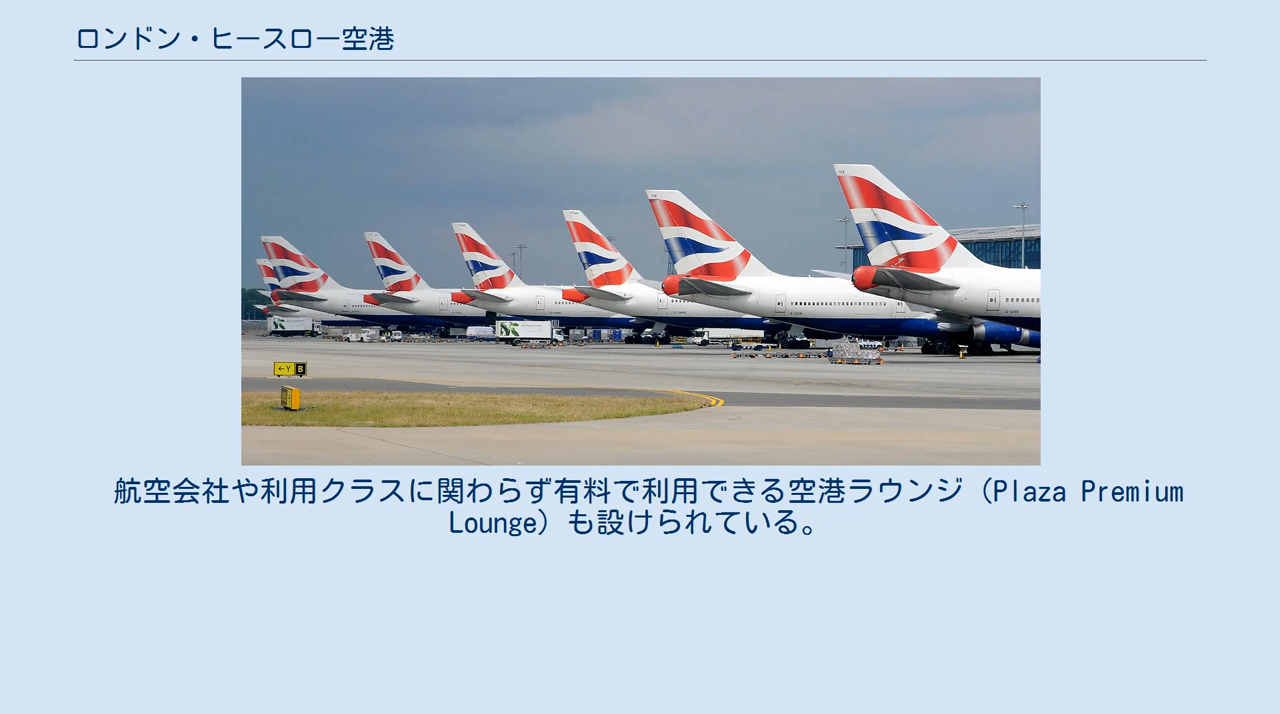 ロンドン・ヒースロー空港
←Y B
航空会社や利用クラスに関わらず有料で利用できる空港ラウンジ（Plaza Premium
Lounge）も設けられている。